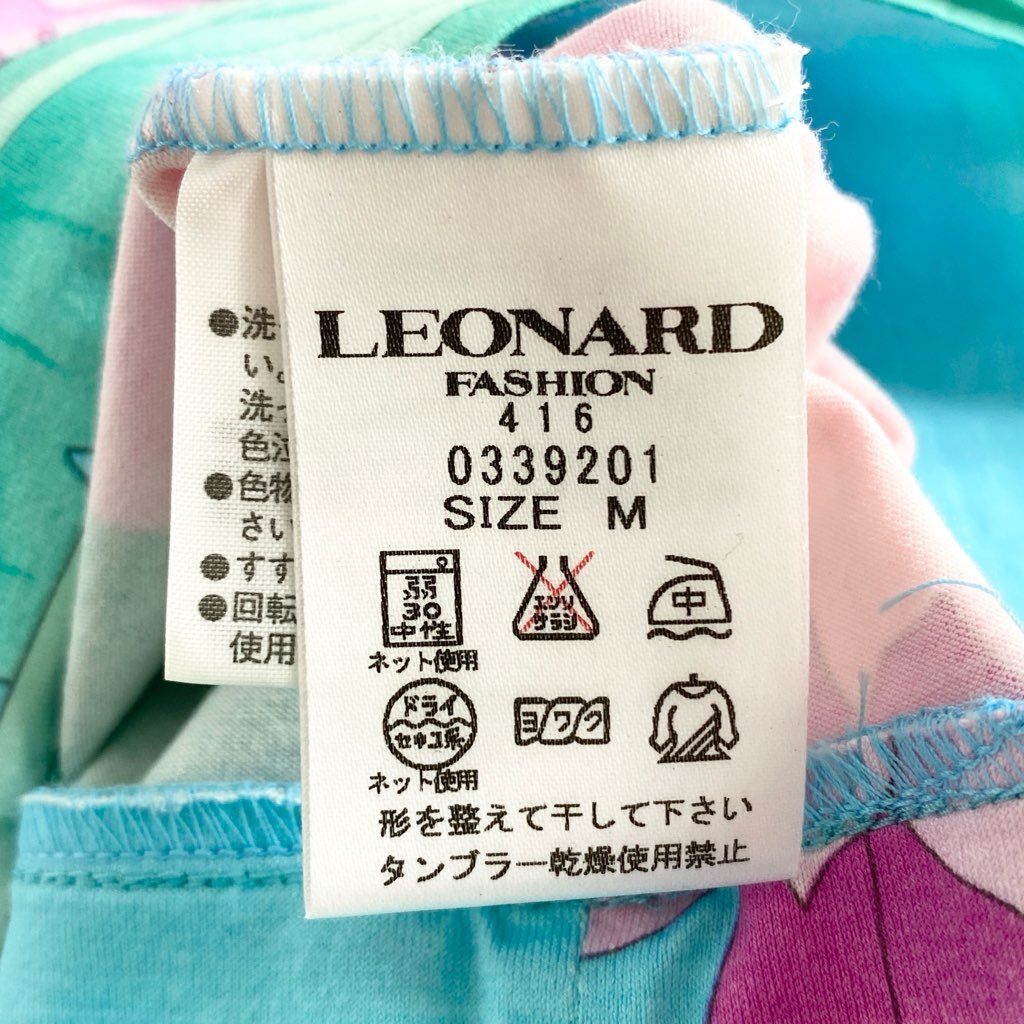 LEONARD
FASHION
416
0339201
SIZE M
弱
30
中性
ネット使用
エンソ
サラシ
中
ドライ
セキユ系
ネット使用
ヨワク
形を整えて干して下さい
タンブラー乾燥使用禁止
●洗
い。
洗っ
色泣
●色物
さい
●すす
●回転
使用